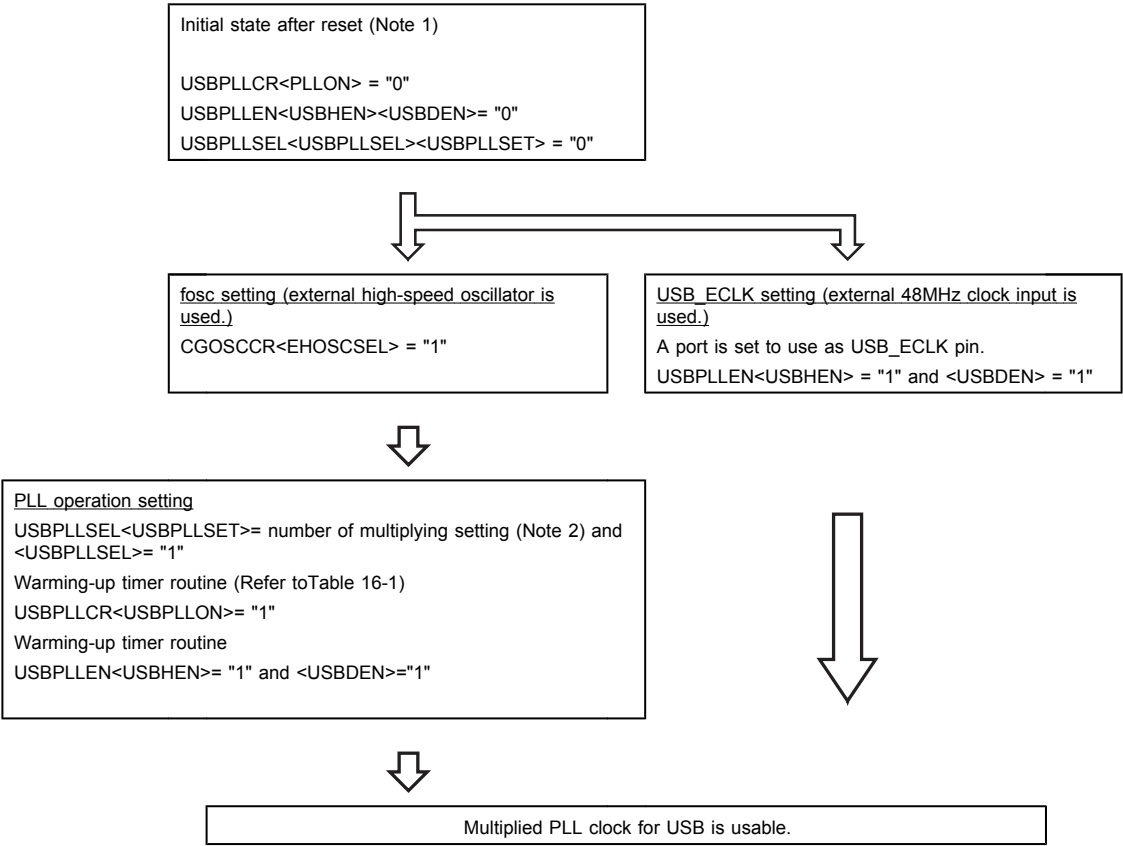 Initial state after reset (Note 1)
USBPLLCR<PLLON> = "0"
USBPLLEN<USBHEN><USBDEN>= "0"
USBPLLSEL<USBPLLSEL><USBPLLSET> = "0"
fosc setting (external high-speed oscillator is
used.)
CGOSCCR<EHOSCSEL> = "1"
USB_ECLK setting (external 48MHz clock input is
used.)
A port is set to use as USB_ECLK pin.
USBPLLEN<USBHEN> = "1" and <USBDEN> = "1"
PLL operation setting
USBPLLSEL<USBPLLSET>= number of multiplying setting (Note 2) and
<USBPLLSEL>= "1"
Warming-up timer routine (Refer toTable 16-1)
USBPLLCR<USBPLLON>= "1"
Warming-up timer routine
USBPLLEN<USBHEN>= "1" and <USBDEN>="1"
Multiplied PLL clock for USB is usable.